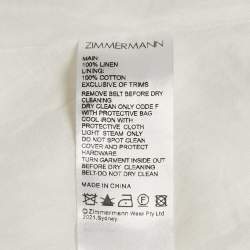 ZIMMERMANN
MAIN
100% LINEN
LINING:
100% COTTON
EXCLUSIVE OF TRIMS
REMOVE BELT BEFORE DRY
CLEANING
DRY CLEAN ONLY CODE F
WITH PROTECTIVE BAG
COOL IRON WITH
PROTECTIVE CLOTH
LIGHT STEAM ONLY
DO NOT SPOT CLEAN
COVER AND PROTECT
HARDWARE
TURN GARMENT INSIDE OUT
BEFORE DRY CLEANING
BELT-DO NOT DRY CLEAN
MADE IN CHINA
©Zimmermann Wear Pty Ltd
2021,Sydney